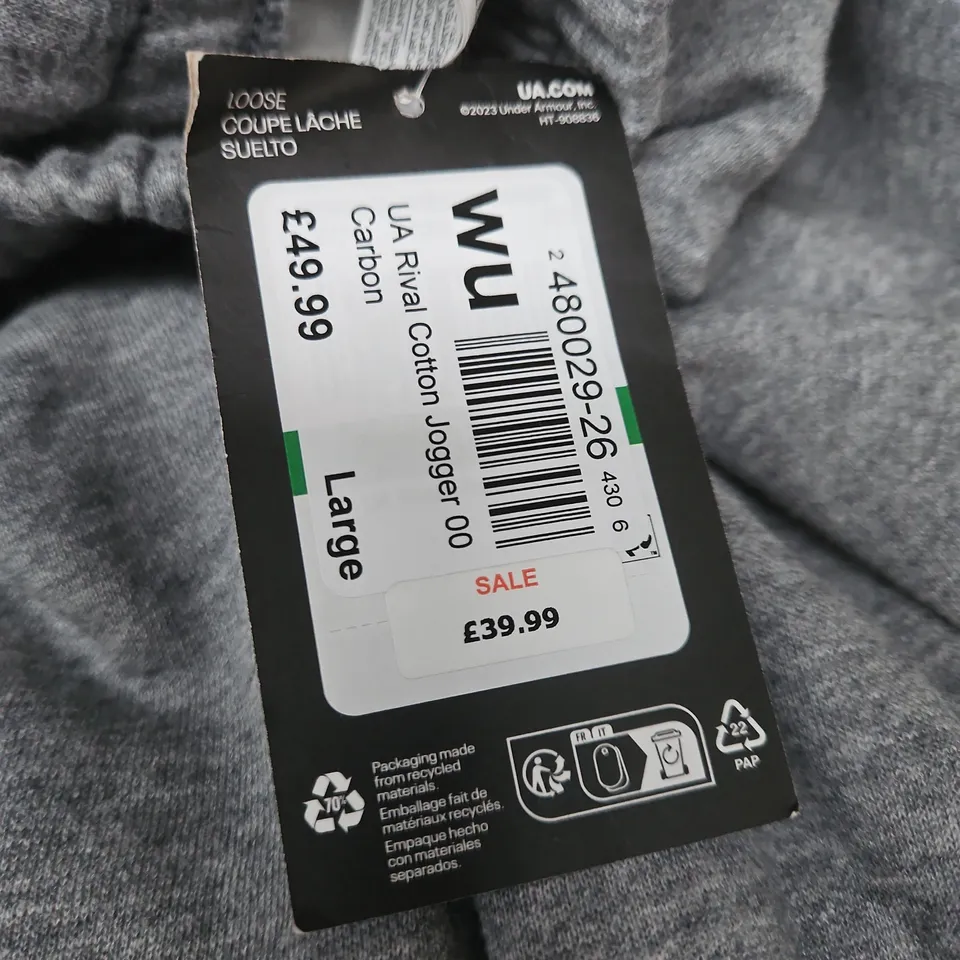 LOOSE
COUPE LÂCHE
SUELTO
UA.COM
©2023 Under Armour, Inc.
HT-908836
wu
2 480029-26 430 6
UA Rival Cotton Jogger 00
Carbon
£49.99
Large
SALE
£39.99
70%
Packaging made
from recycled
materials.
Emballage fait de
matériaux recyclés.
Empaque hecho
con materiales
separados.
FR IT
22
PAP